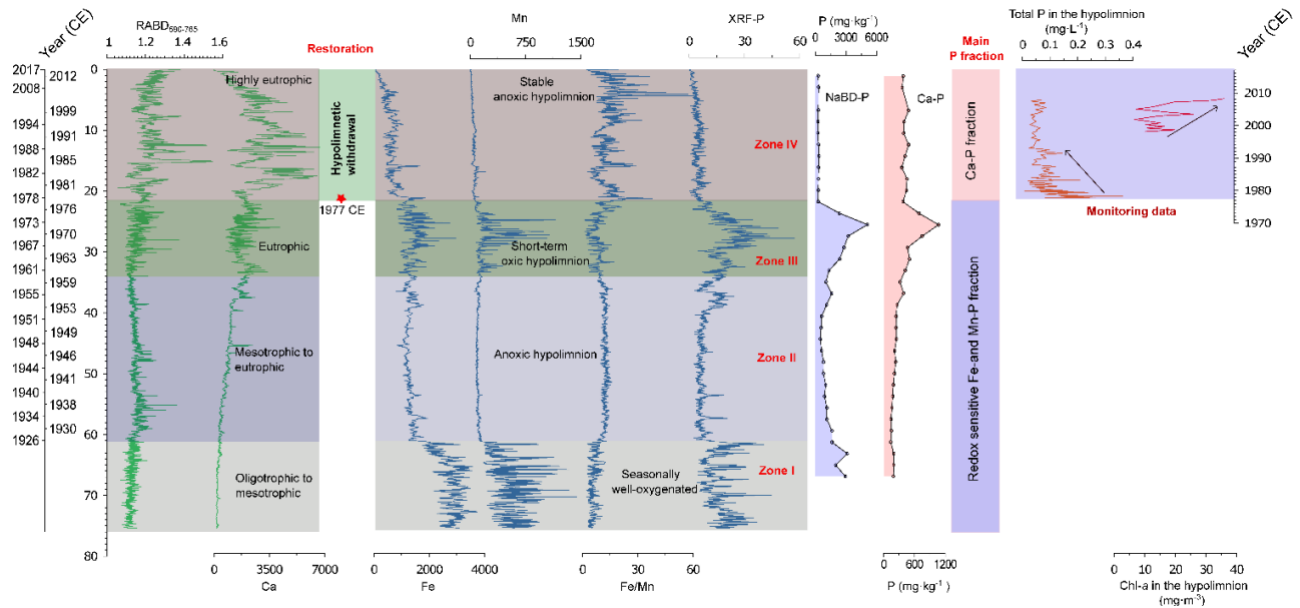 Year (CE)
RABD590-765
1 1.2 1.4 1.6
Restoration
Mn
0 750 1500
XRF-P
0 30 60
P (mg·kg-1)
0 3000 6000
Main
P fraction
Total P in the hypolimnion
(mg·L-1)
0 0.1 0.2 0.3 0.4
Year (CE)
2017
2008
1994
1988
1982
1978
1973
1967
1961
1955
1951
1948
1944
1940
1934
1926
2012
1999
1991
1985
1981
1976
1970
1963
1959
1953
1949
1946
1941
1938
1930
0
10
20
30
40
50
60
70
80
Highly eutrophic
Eutrophic
Mesotrophic to
eutrophic
Oligotrophic to
mesotrophic
Hypolimnetic
withdrawal
1977 CE
Stable
anoxic hypolimnion
Zone IV
Short-term
oxic hypolimnion
Zone III
Anoxic hypolimnion
Zone II
Seasonally
well-oxygenated
Zone I
NaBD-P
Ca-P
Ca-P fraction
Redox sensitive Fe-and Mn-P fraction
2010
2000
1990
1980
1970
Monitoring data
0 3500 7000
Ca
0 2000 4000
Fe
0 30 60
Fe/Mn
0 600 1200
P (mg·kg-1)
0 10 20 30 40
Chl-a in the hypolimnion
(mg·m-3)